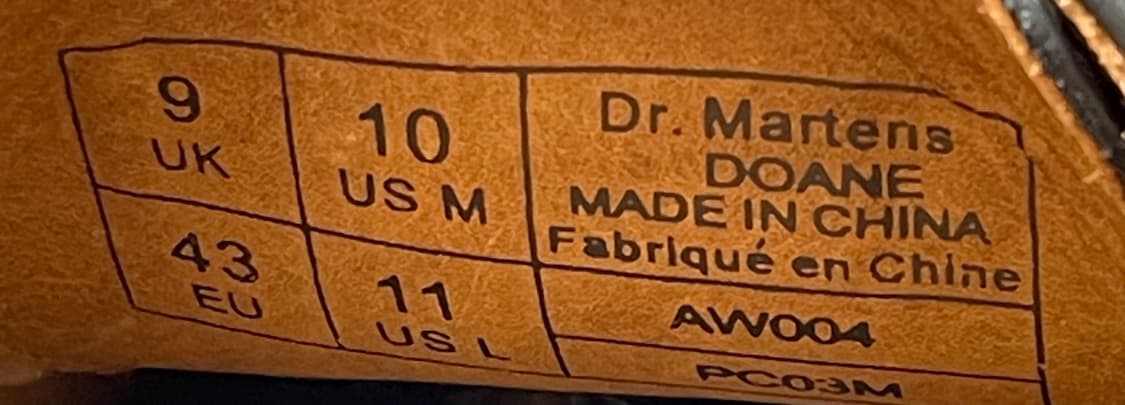 9
UK
10
US M
Dr. Martens
DOANE
MADE IN CHINA
Fabriqué en Chine
43
EU
11
US L
AW004
PC03M